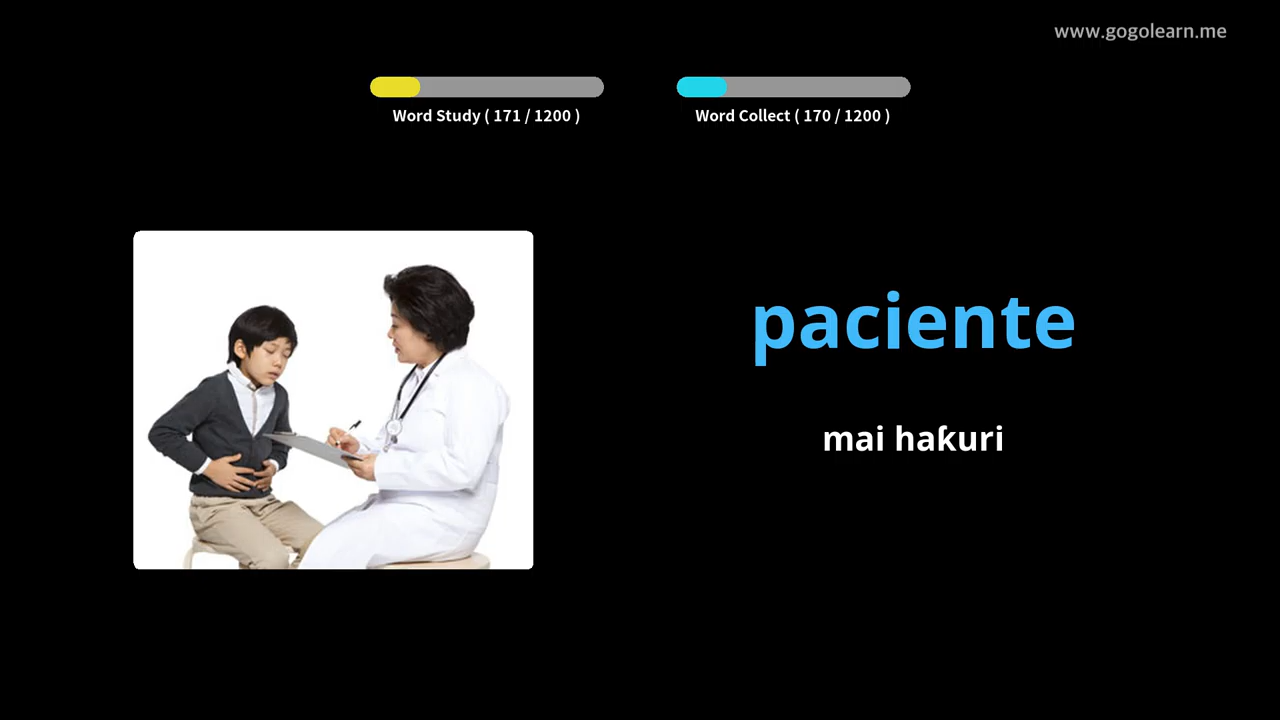 www.gogolearn.me
Word Study ( 171 / 1200 )
Word Collect ( 170 / 1200 )
paciente
mai haƙuri